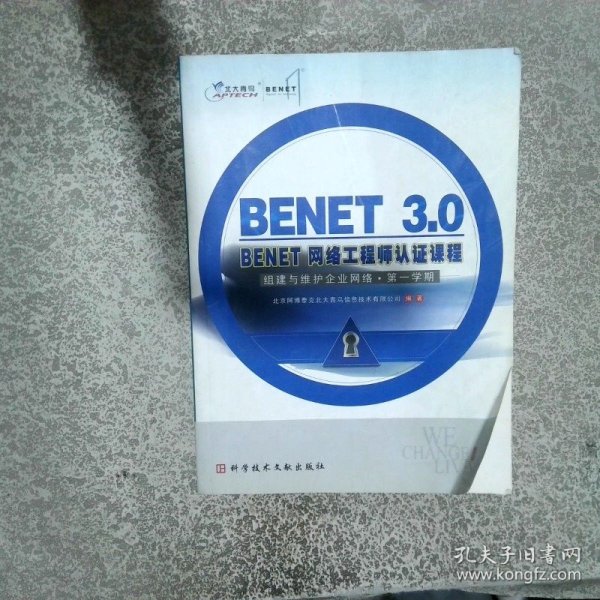 北大青鸟
APTECH
BENET
BENET 3.0
BENET 网络工程师认证课程
组建与维护企业网络·第一学期
北京阿博泰克北大青鸟信息技术有限公司 编著
WE
CHANGE
LIVE
科学技术文献出版社
孔夫子旧书网
www.kongfz.com